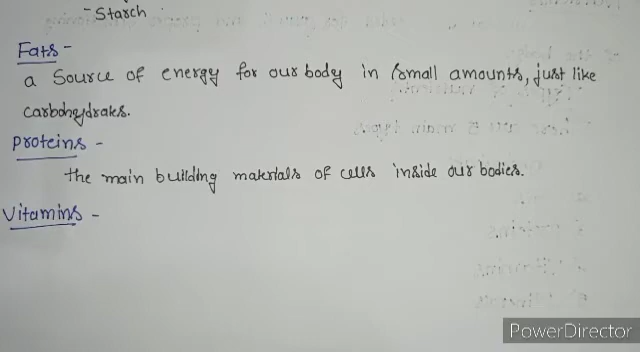 - Starch
Fats -
a Source of energy for our body in small amounts, just like
carbohydrates.
Proteins -
the main building materials of cells inside our bodies.
Vitamins -
PowerDirector